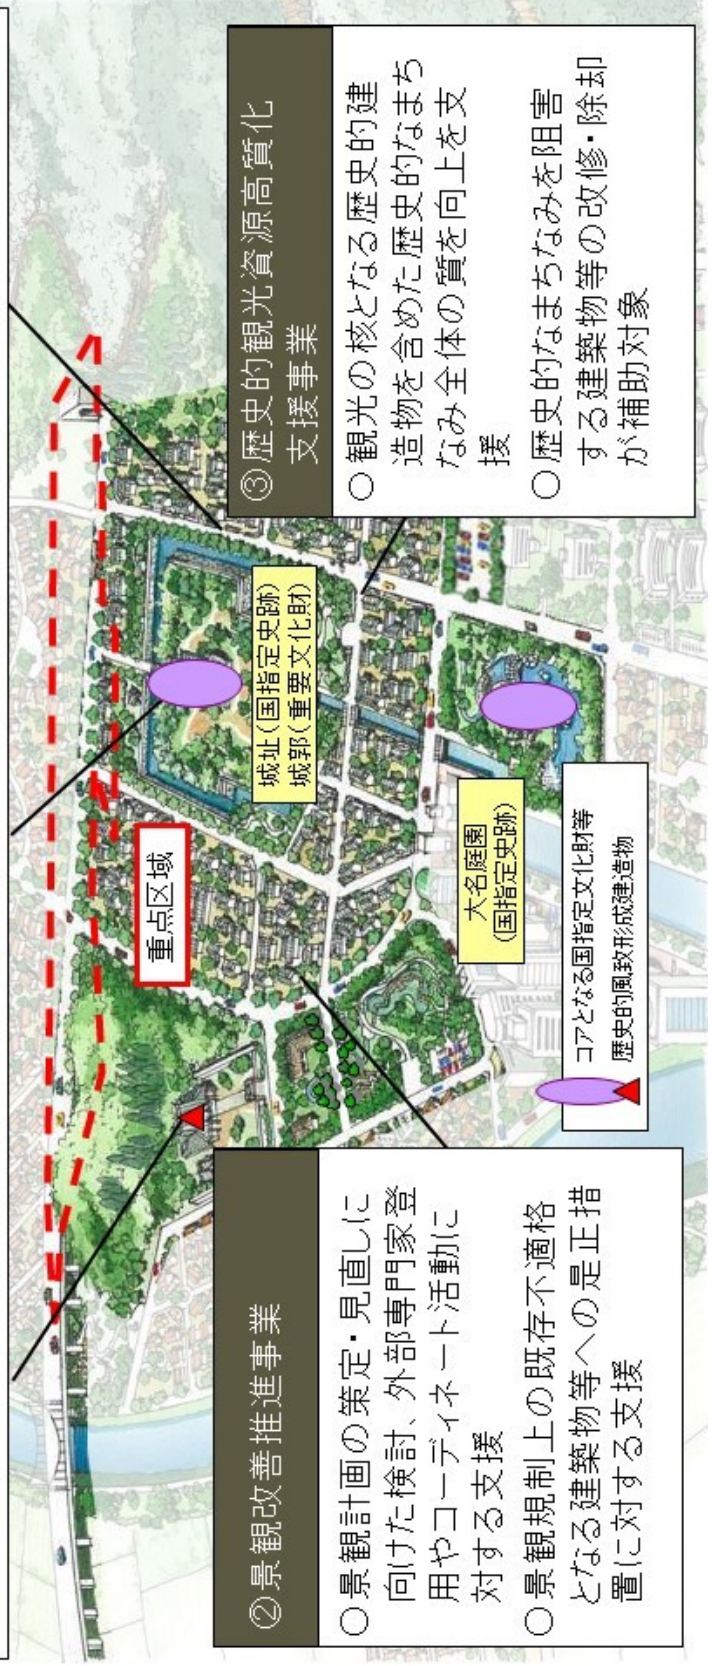 ②景観改善推進事業
〇景観計画の策定・見直しに
向けた検討、外部専門家登
用やコーディネート活動に
対する支援
〇景観規制上の既存不適格
となる建築物等への是正措
置に対する支援
③歴史的観光資源高質化
支援事業
〇観光の核となる歴史的建
造物を含めた歴史的なまち
なみ全体の質を向上を支
援
〇歴史的なまちなみを阻害
する建築物等の改修・除却
が補助対象
重点区域
城址(国指定史跡)
城郭(重要文化財)
大名庭園
(国指定史跡)
コアとなる国指定文化財等
歴史的風致形成建造物